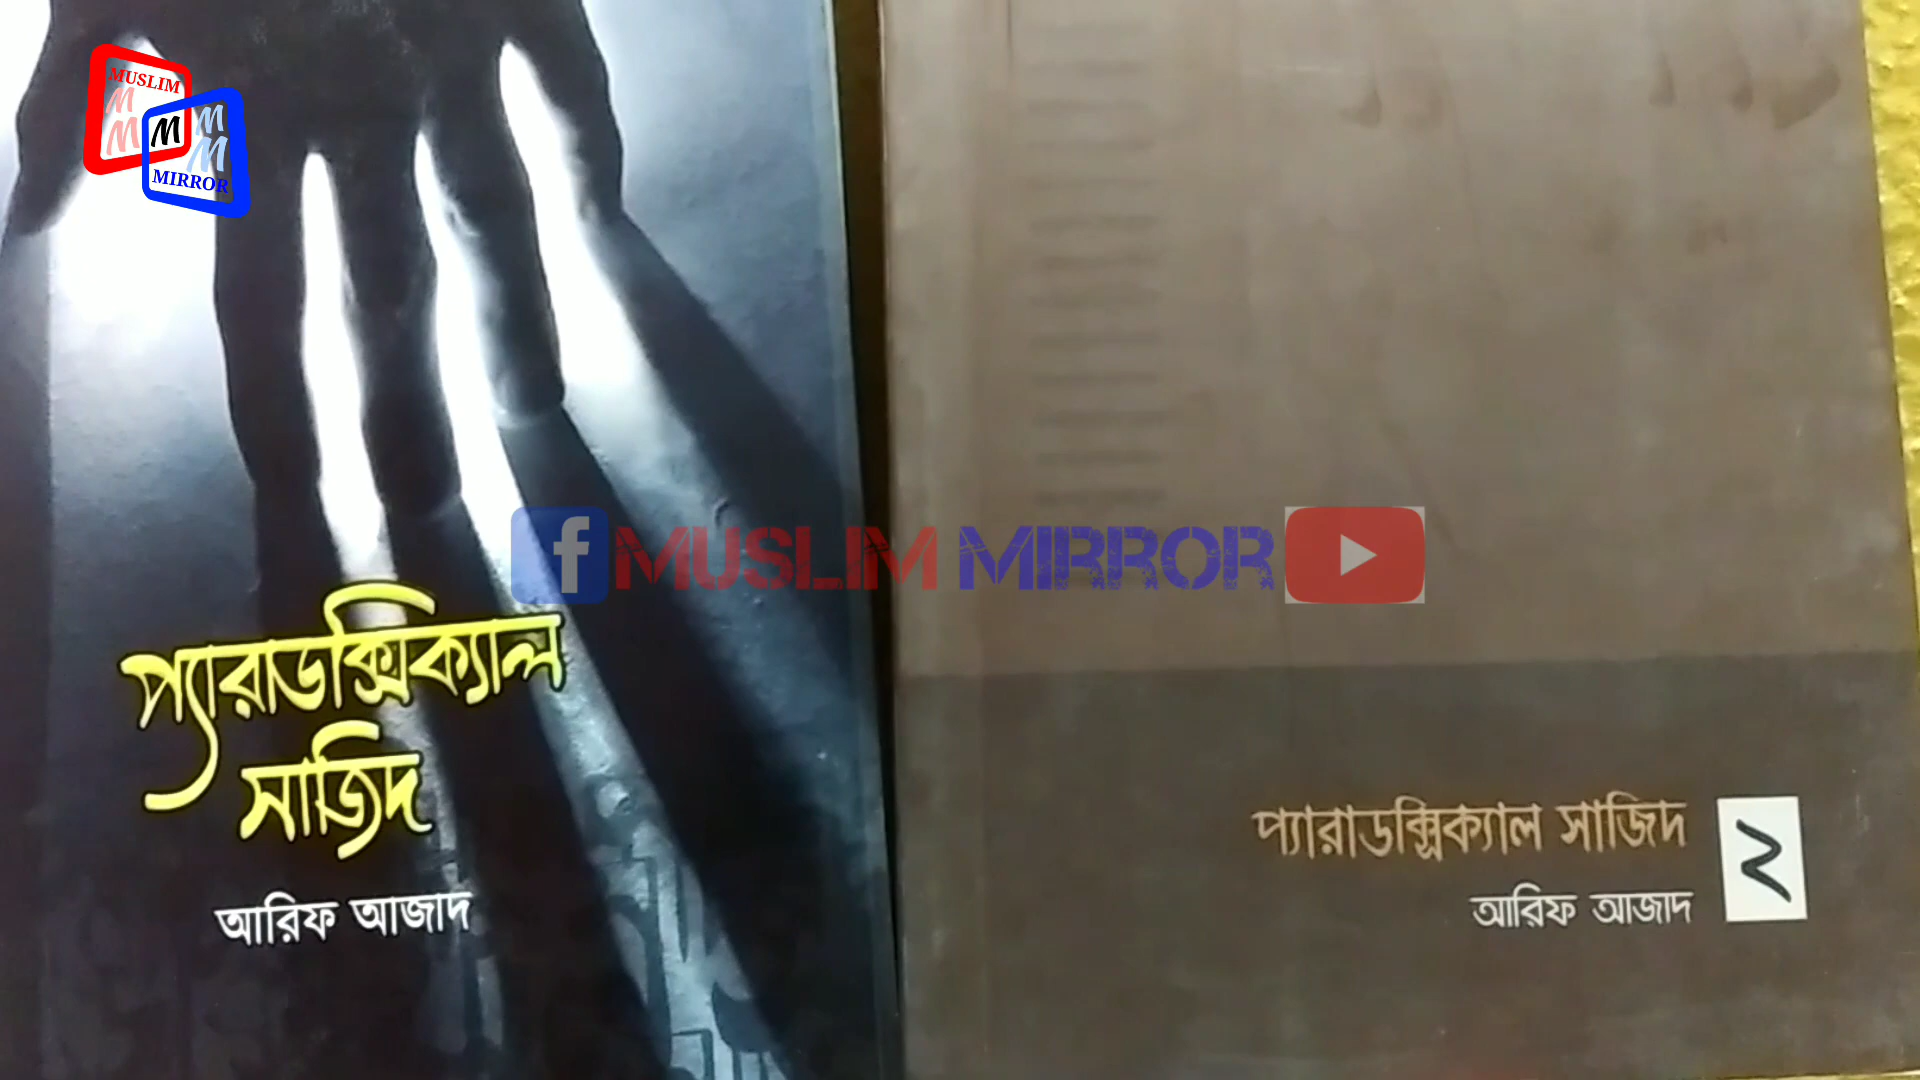 MUSLIM
M
M
M
M
M
MIRROR
f MUSLIM MIRROR
প্যারাডক্সিক্যাল
সাজিদ
আরিফ আজাদ
প্যারাডক্সিক্যাল সাজিদ
২
আরিফ আজাদ